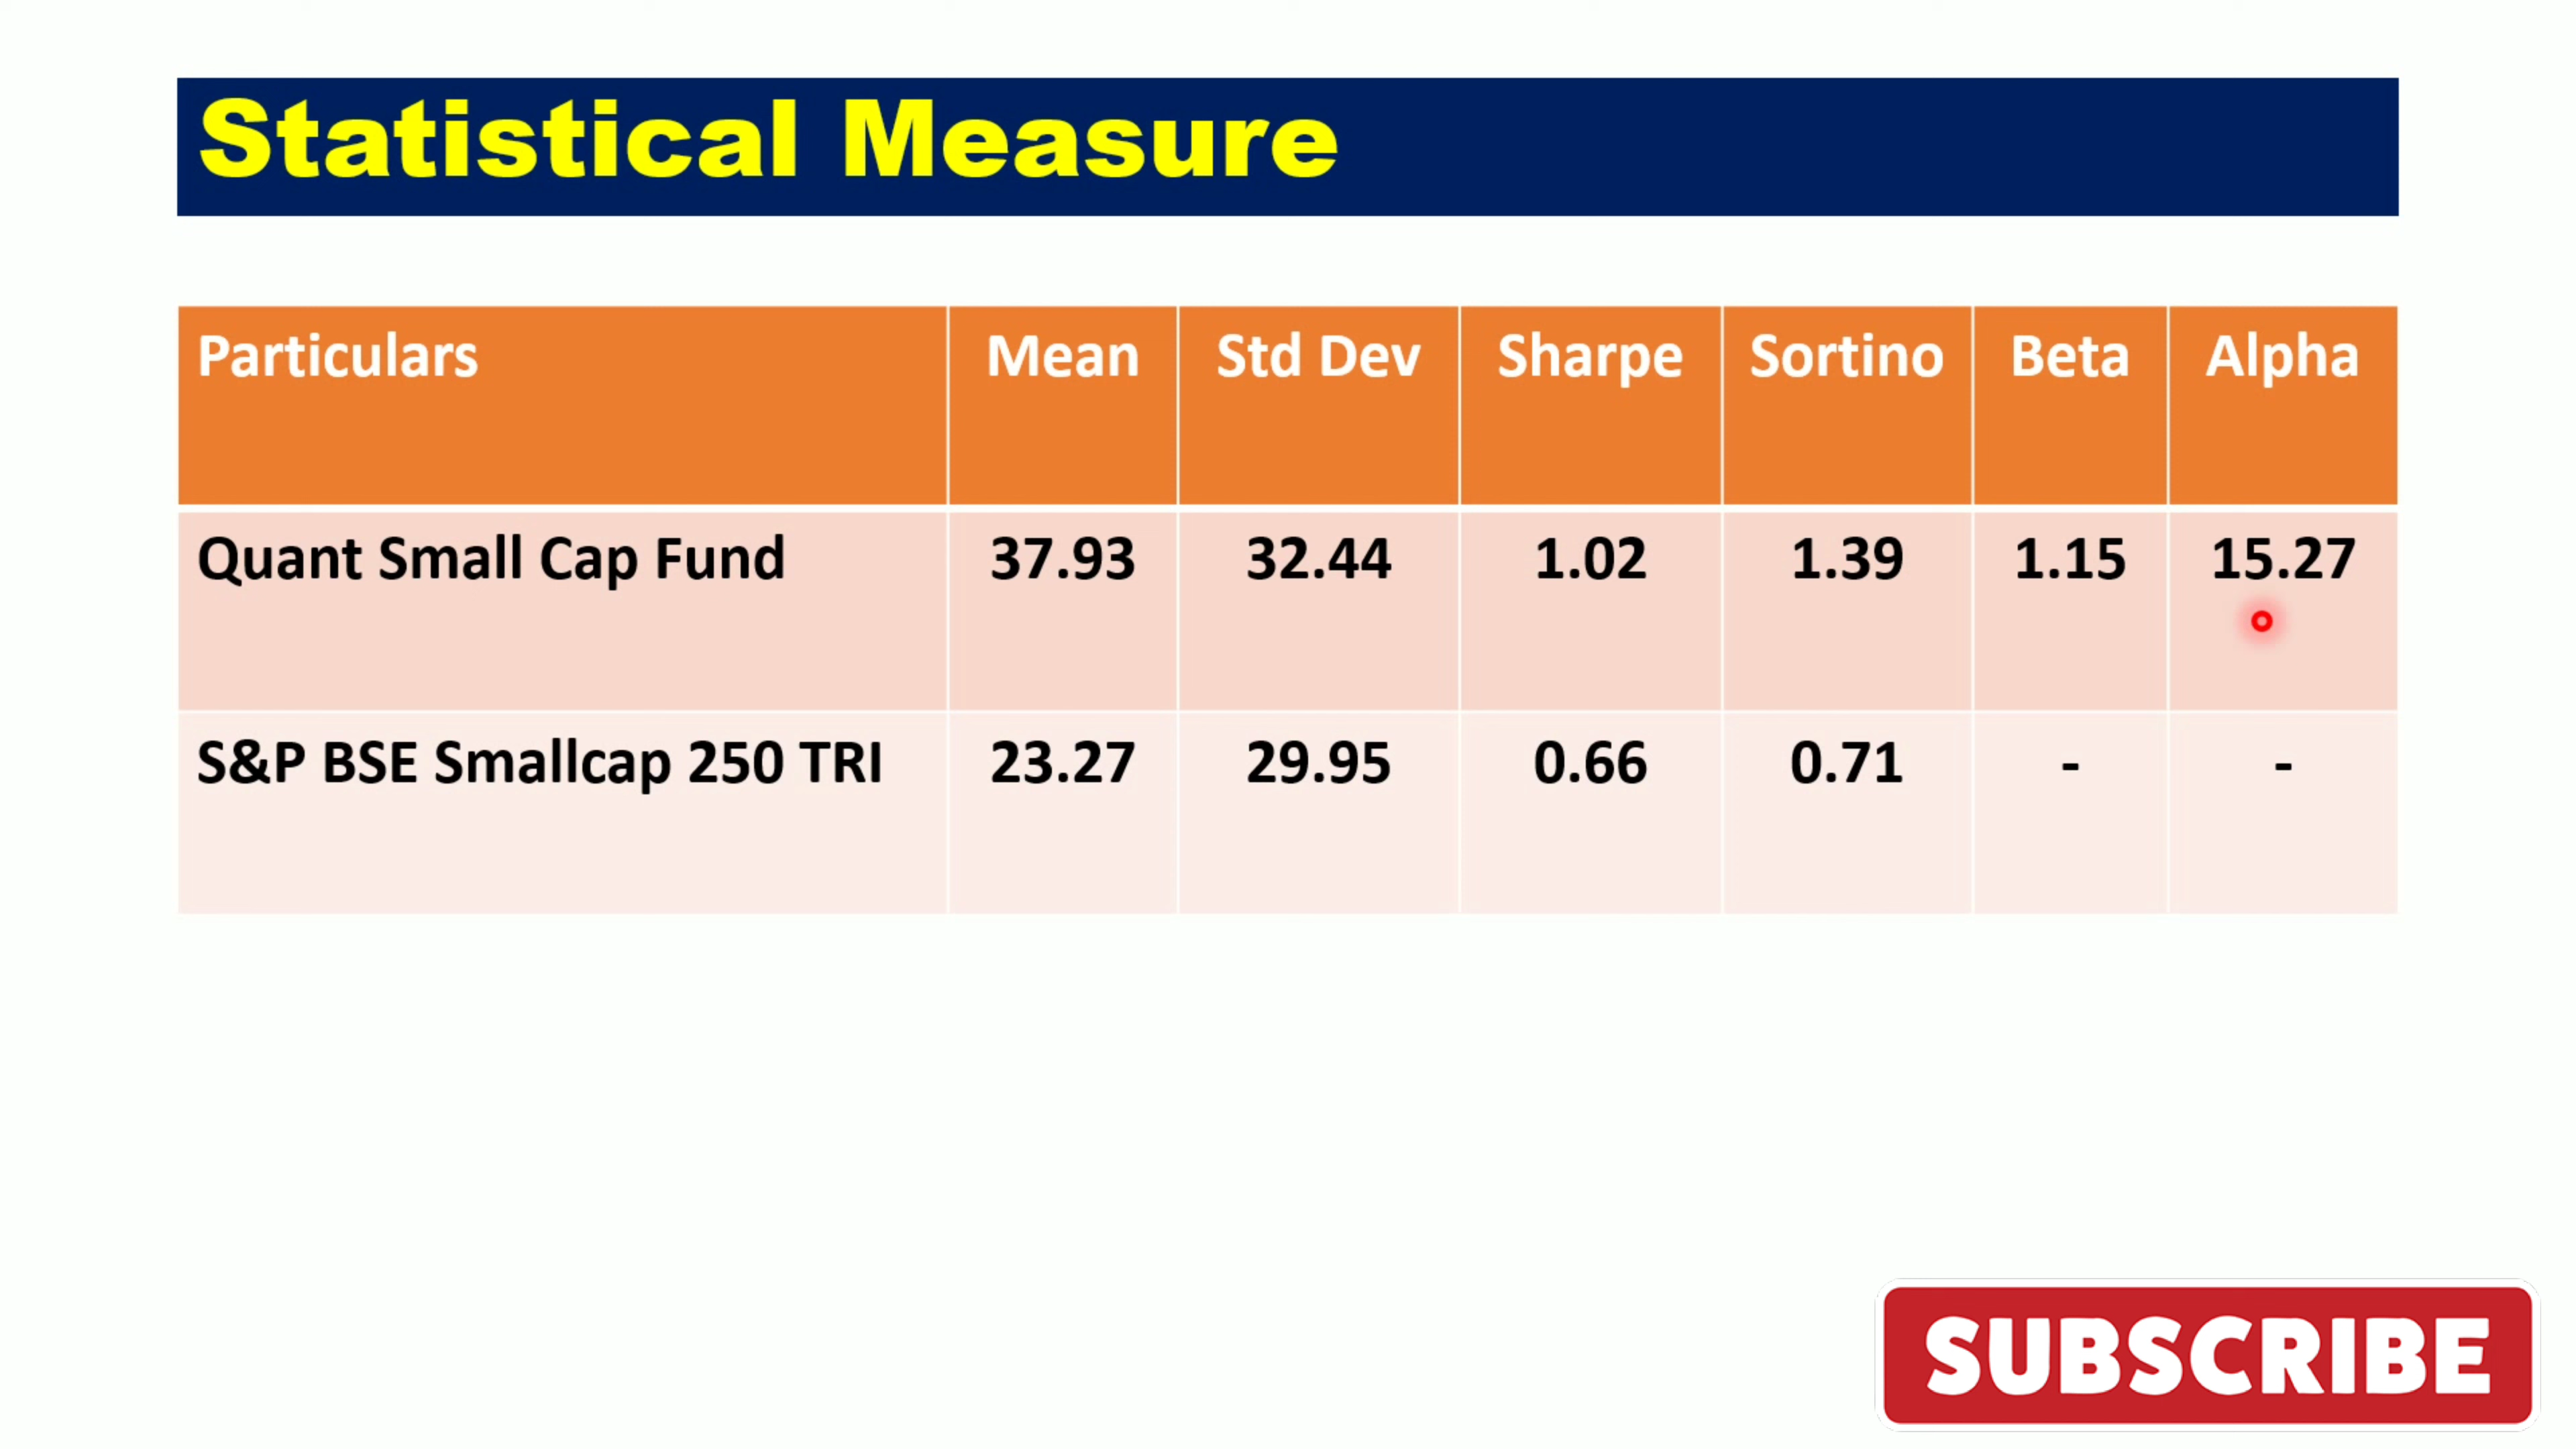 Statistical Measure
Particulars Mean Std Dev Sharpe Sortino Beta Alpha
Quant Small Cap Fund 37.93 32.44 1.02 1.39 1.15 15.27
S&P BSE Smallcap 250 TRI 23.27 29.95 0.66 0.71 - -
SUBSCRIBE